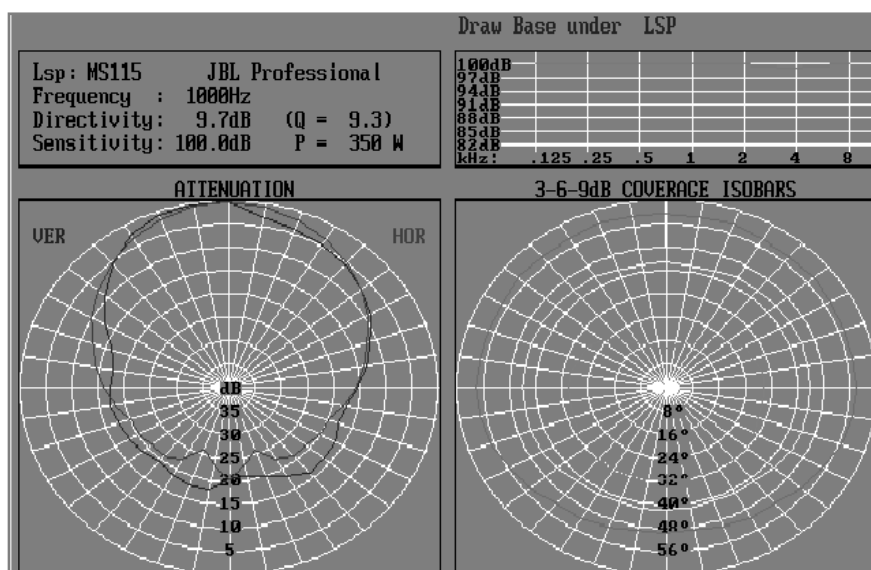 Draw Base under LSP
Lsp: MS115 JBL Professional
Frequency : 1000Hz
Directivity: 9.7dB (Q = 9.3)
Sensitivity: 100.0dB P = 350 W
100dB
97dB
94dB
91dB
88dB
85dB
82dB
kHz: .125 .25 .5 1 2 4 8
ATTENUATION
VER HOR
dB
35
30
25
20
15
10
5
3-6-9dB COVERAGE ISOBARS
8°
16°
24°
32°
40°
48°
56°